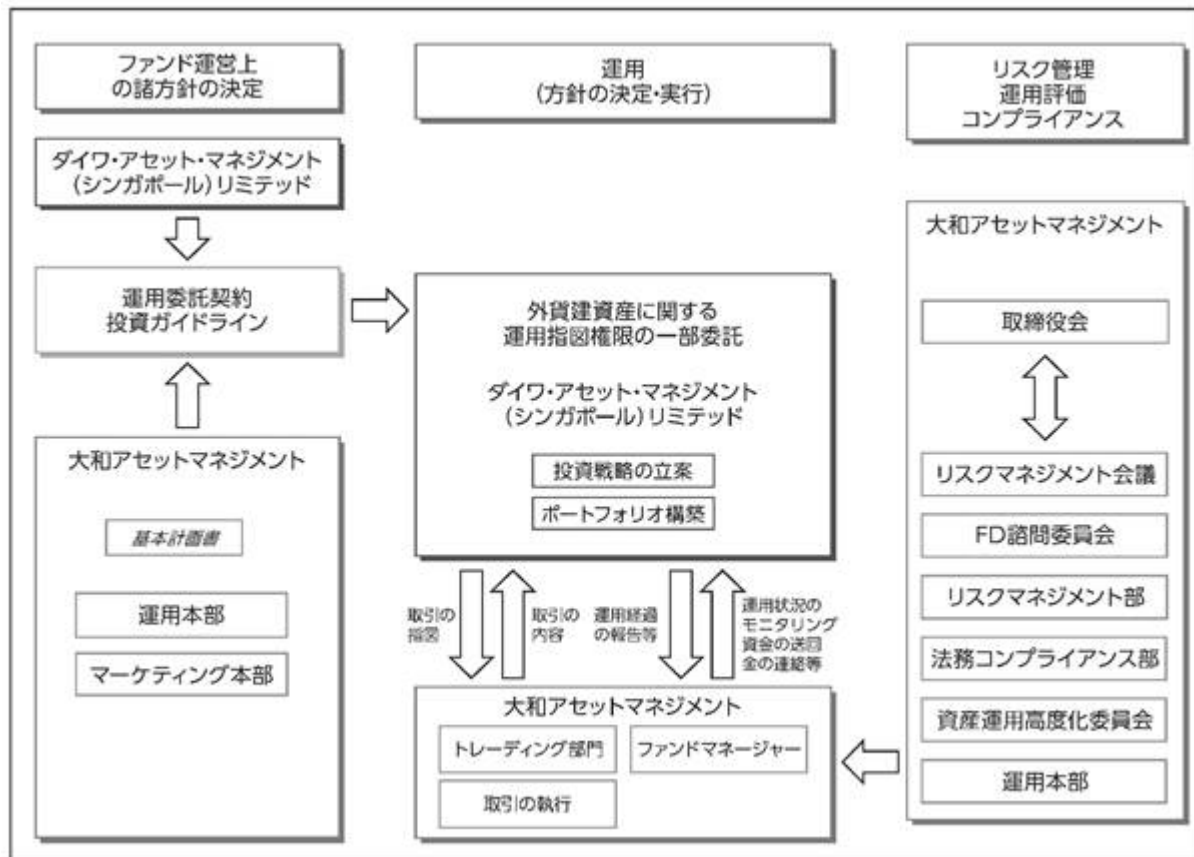 ファンド運営上
の諸方針の決定
運用
(方針の決定・実行)
リスク管理
運用評価
コンプライアンス
ダイワ・アセット・マネジメント
(シンガポール)リミテッド
運用委託契約
投資ガイドライン
大和アセットマネジメント
基本計画書
運用本部
マーケティング本部
外貨建資産に関する
運用指図権限の一部委託
ダイワ・アセット・マネジメント
(シンガポール)リミテッド
投資戦略の立案
ポートフォリオ構築
取引の
指図
取引の
内容
運用経過
の報告等
運用状況の
モニタリング
資金の送回
金の連絡等
大和アセットマネジメント
トレーディング部門
ファンドマネージャー
取引の執行
大和アセットマネジメント
取締役会
リスクマネジメント会議
FD諮問委員会
リスクマネジメント部
法務コンプライアンス部
資産運用高度化委員会
運用本部